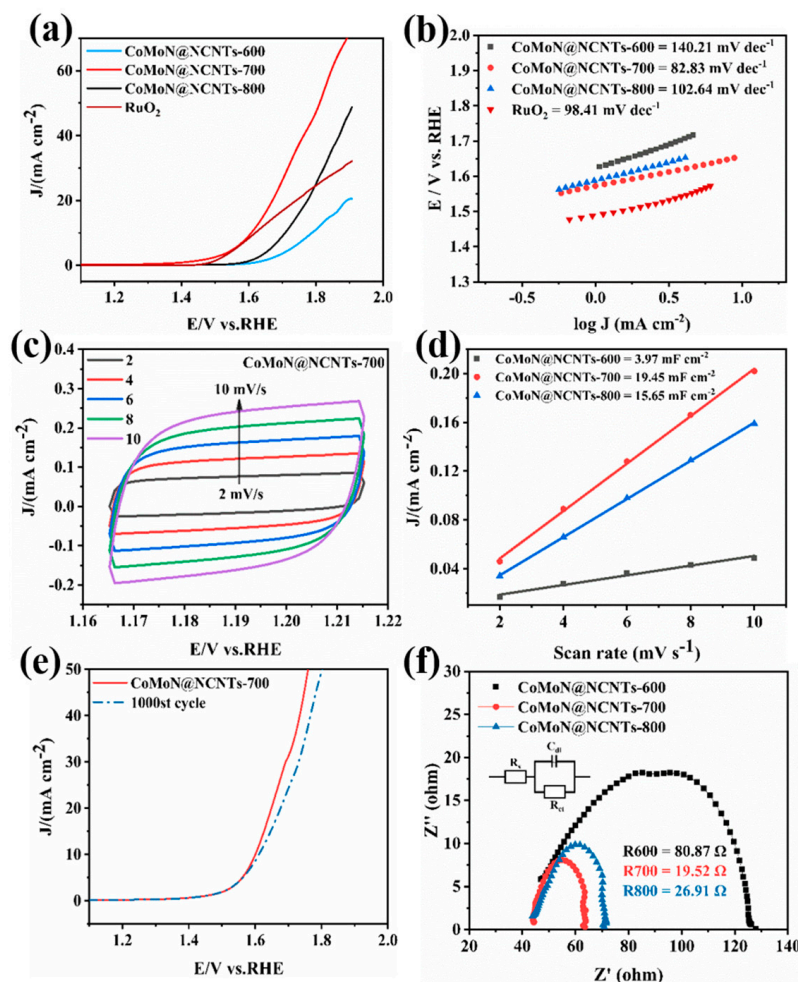 (a)
CoMoN@NCNTs-600
CoMoN@NCNTs-700
CoMoN@NCNTs-800
RuO2
60
40
20
0
J/(mA cm-2)
1.2
1.4
1.6
1.8
2.0
E/V vs.RHE
(b)
CoMoN@NCNTs-600 = 140.21 mV dec-1
CoMoN@NCNTs-700 = 82.83 mV dec-1
CoMoN@NCNTs-800 = 102.64 mV dec-1
RuO2 = 98.41 mV dec-1
2.0
1.9
1.8
1.7
1.6
1.5
1.4
1.3
E / V vs. RHE
-0.5
0.0
0.5
1.0
log J (mA cm-2)
(c)
2
4
6
8
10
CoMoN@NCNTs-700
10 mV/s
2 mV/s
0.4
0.3
0.2
0.1
0.0
-0.1
-0.2
J/(mA cm-2)
1.16
1.17
1.18
1.19
1.20
1.21
1.22
E/V vs.RHE
(d)
CoMoN@NCNTs-600 = 3.97 mF cm-2
CoMoN@NCNTs-700 = 19.45 mF cm-2
CoMoN@NCNTs-800 = 15.65 mF cm-2
0.20
0.16
0.12
0.08
0.04
J/(mA cm-2)
2
4
6
8
10
Scan rate (mV s-1)
(e)
CoMoN@NCNTs-700
1000st cycle
50
40
30
20
10
0
J/(mA cm-2)
1.2
1.4
1.6
1.8
2.0
E/V vs.RHE
(f)
CoMoN@NCNTs-600
CoMoN@NCNTs-700
CoMoN@NCNTs-800
Rs
Cdl
Rct
R600 = 80.87 Ω
R700 = 19.52 Ω
R800 = 26.91 Ω
30
25
20
15
10
5
0
Z'' (ohm)
20
40
60
80
100
120
140
Z' (ohm)